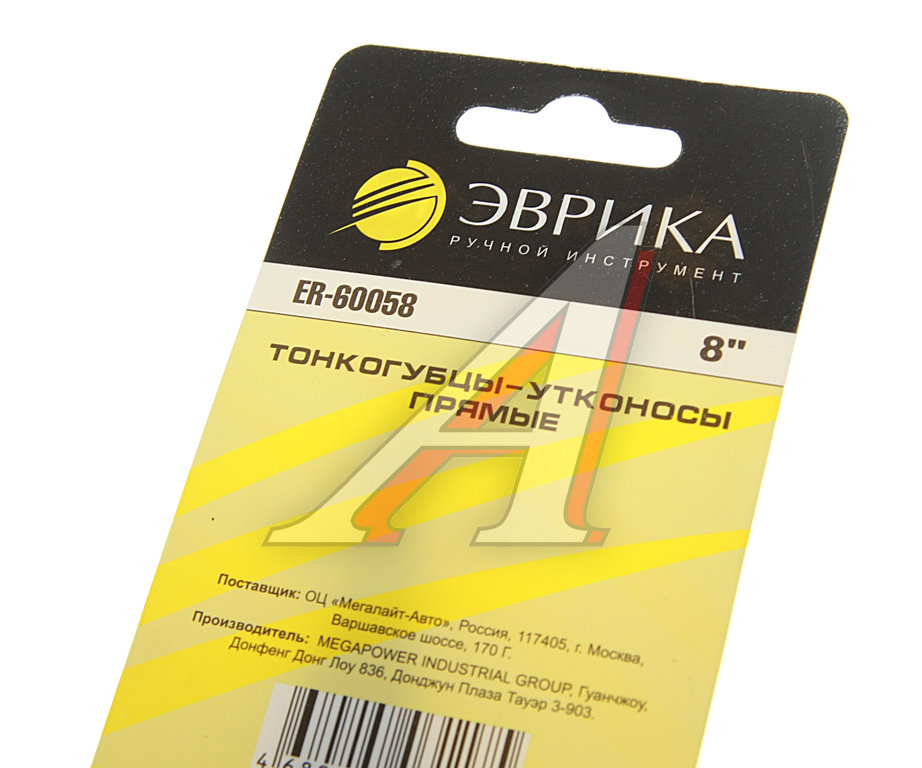 ЭВРИКА
РУЧНОЙ ИНСТРУМЕНТ
ER-60058
8"
ТОНКОГУБЦЫ-УТКОНОСЫ
ПРЯМЫЕ
Поставщик: ОЦ «Мегалайт-Авто», Россия, 117405, г. Москва,
Варшавское шоссе, 170 Г.
Производитель: MEGAPOWER INDUSTRIAL GROUP, Гуанчжоу,
Донфенг Донг Лоу 836, Донджун Плаза Тауэр 3-903.